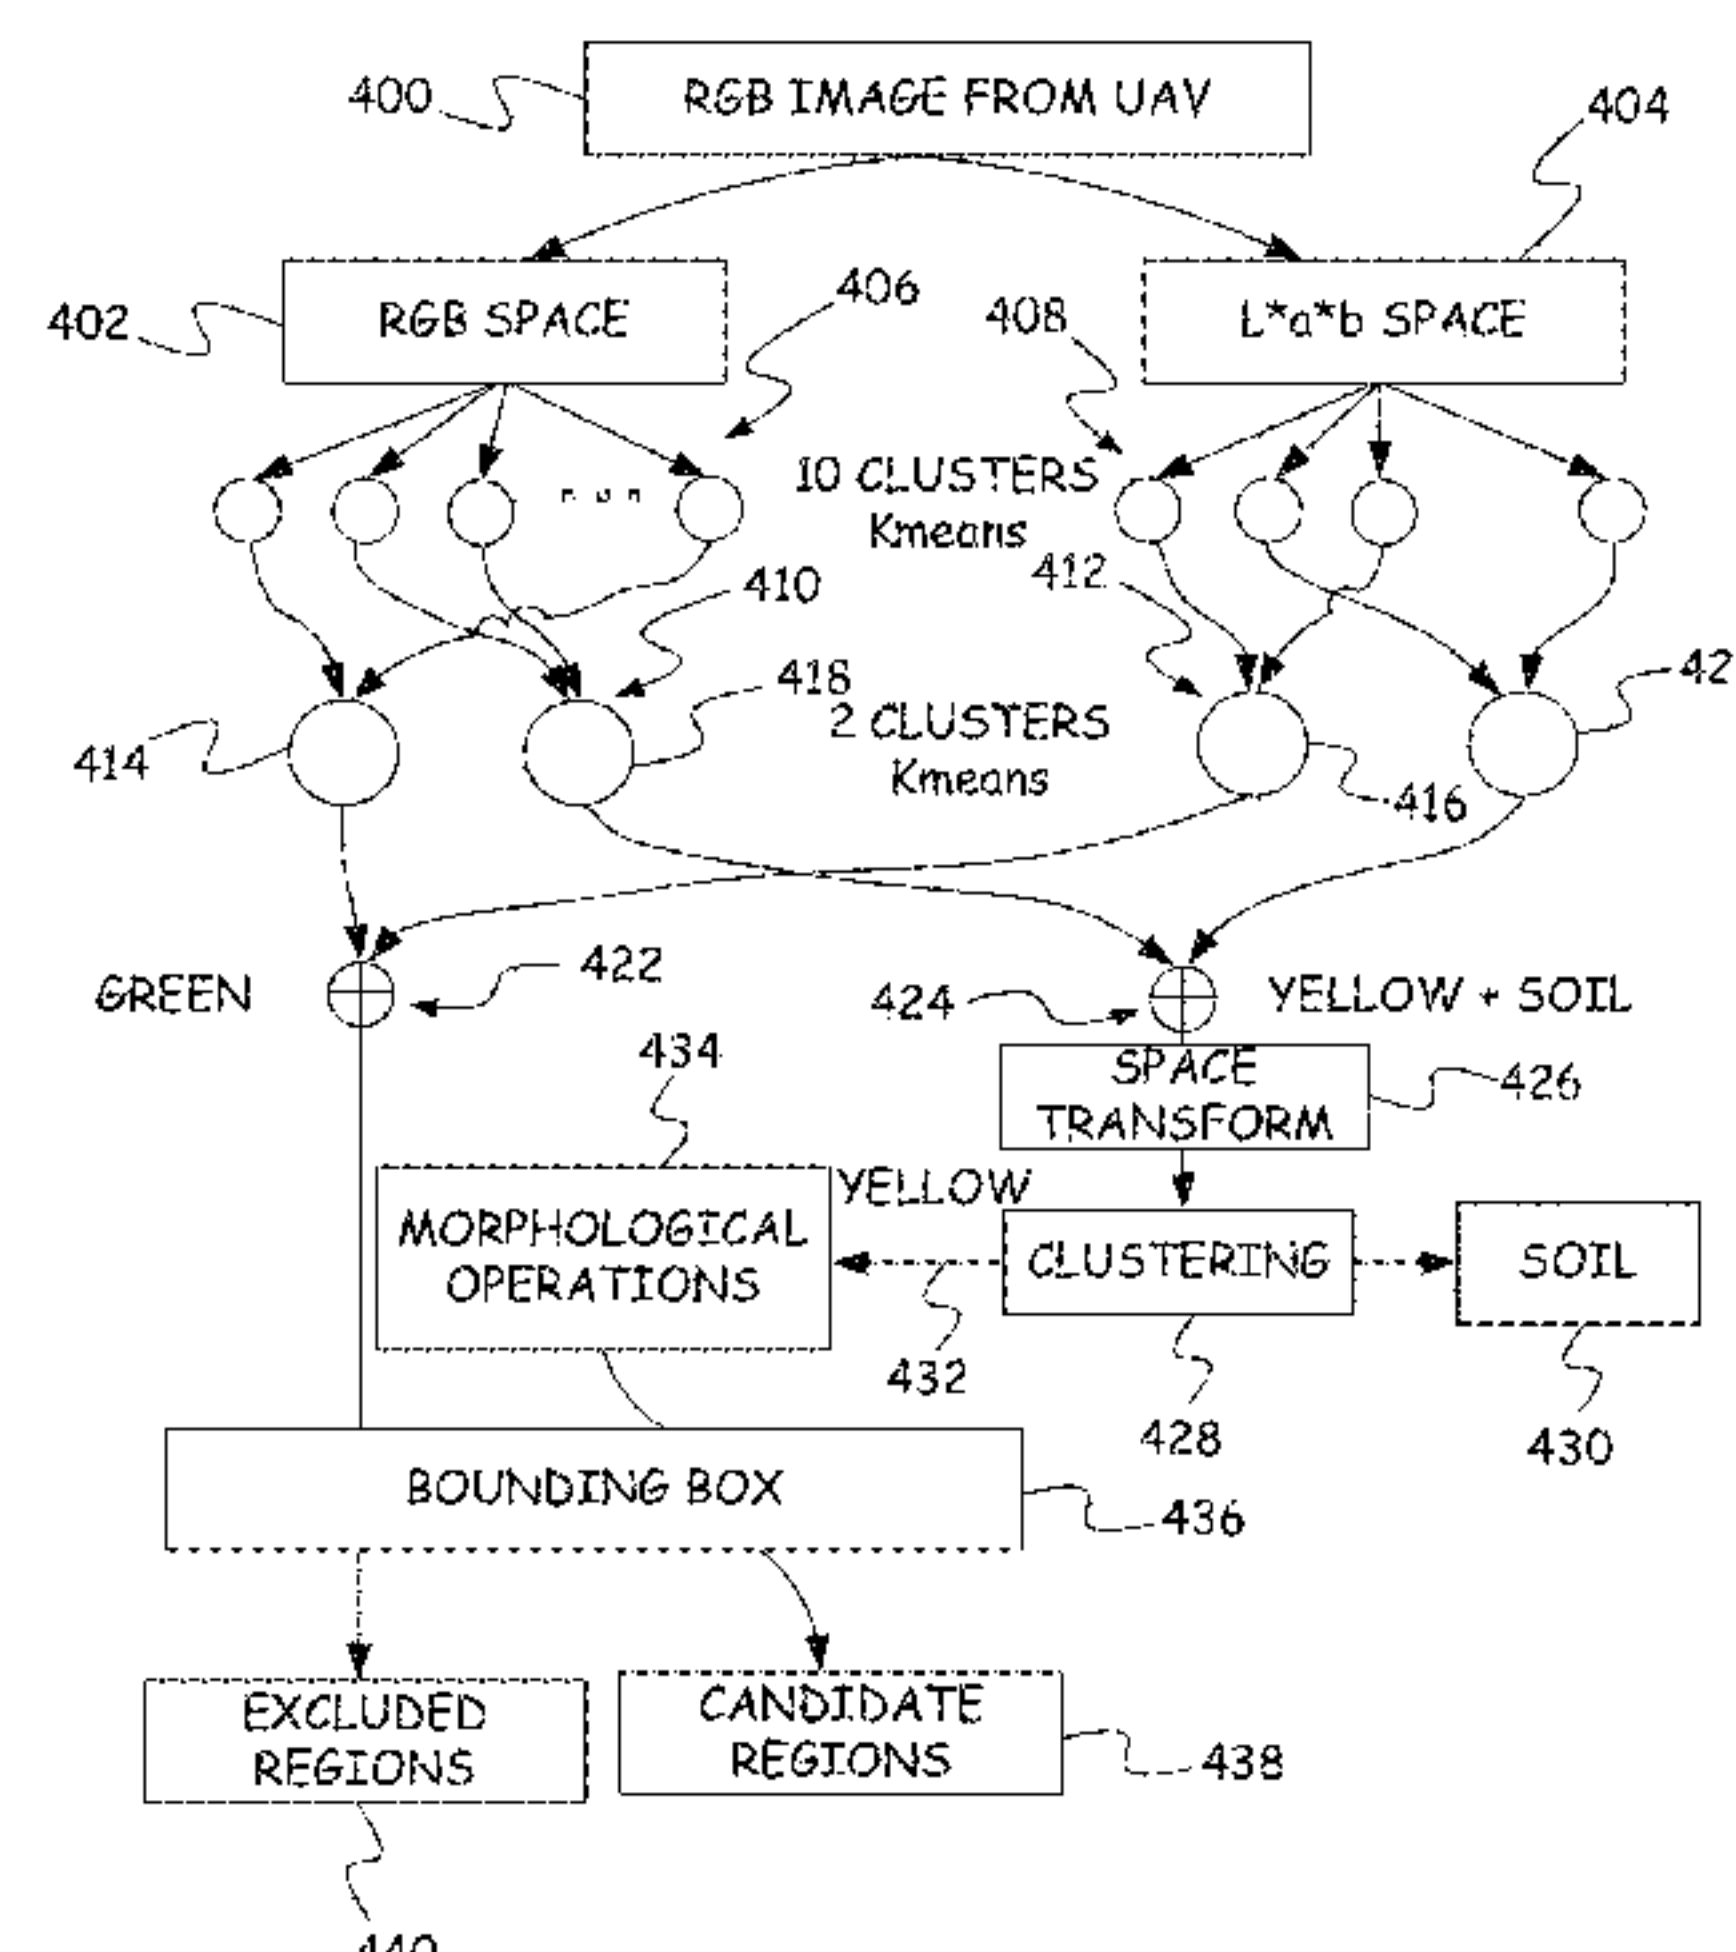 400
RGB IMAGE FROM UAV
404
402
RGB SPACE
406
408
L*a*b SPACE
10 CLUSTERS
Kmeans
410
412
418
42
414
2 CLUSTERS
Kmeans
416
GREEN
422
424
YELLOW + SOIL
434
SPACE
TRANSFORM
426
YELLOW
MORPHOLOGICAL
OPERATIONS
CLUSTERING
SOIL
432
428
430
BOUNDING BOX
436
EXCLUDED
REGIONS
CANDIDATE
REGIONS
438
440